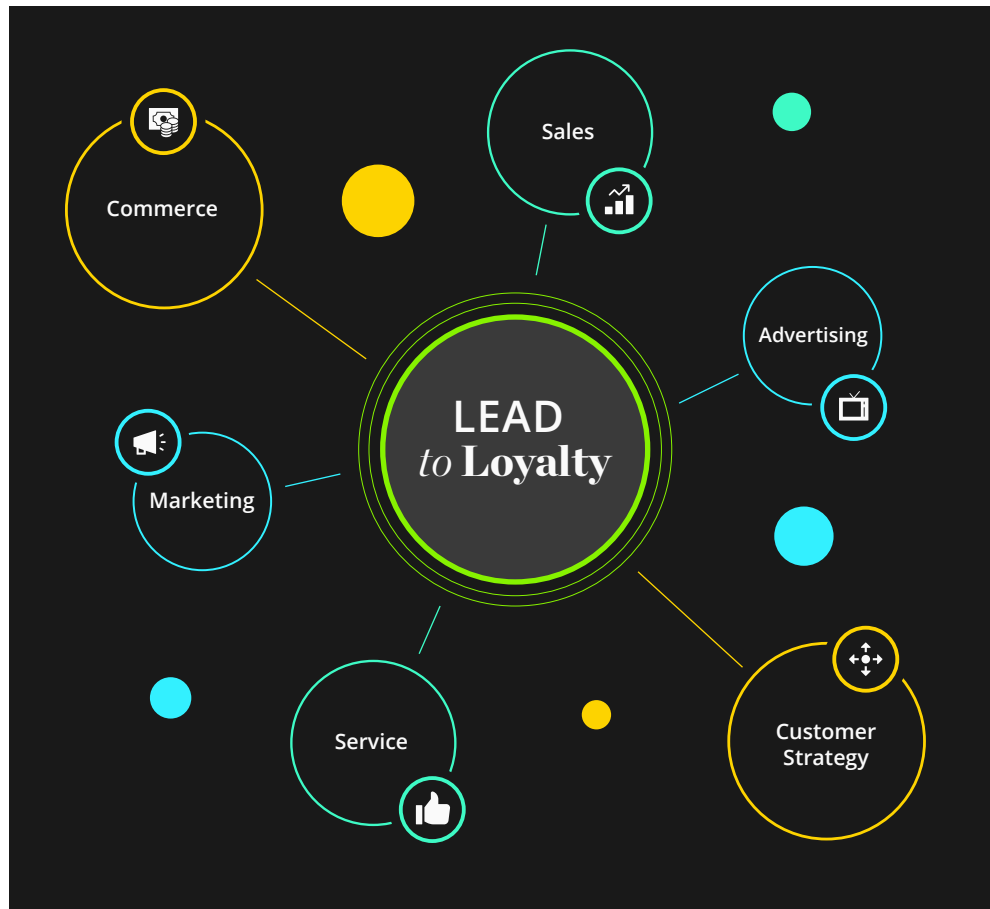 Sales
Commerce
Advertising
LEAD
to Loyalty
Marketing
Service
Customer
Strategy